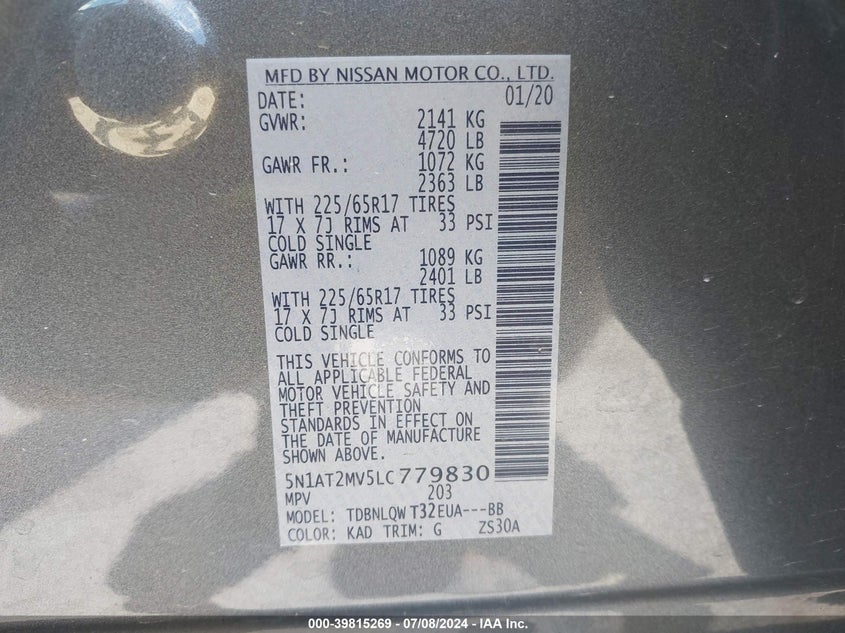 MFD BY NISSAN MOTOR CO., LTD.
DATE: 01/20
GVWR: 2141 KG
4720 LB
GAWR FR.: 1072 KG
2363 LB
WITH 225/65R17 TIRES
17 X 7J RIMS AT 33 PSI
COLD SINGLE
GAWR RR.: 1089 KG
2401 LB
WITH 225/65R17 TIRES
17 X 7J RIMS AT 33 PSI
COLD SINGLE
THIS VEHICLE CONFORMS TO
ALL APPLICABLE FEDERAL
MOTOR VEHICLE SAFETY AND
THEFT PREVENTION
STANDARDS IN EFFECT ON
THE DATE OF MANUFACTURE
SHOWN ABOVE.
5N1AT2MV5LC779830
MPV 203
MODEL: TDBNLQW T32EUA---BB
COLOR: KAD TRIM: G ZS30A
000-39815269 - 07/08/2024 - IAA Inc.